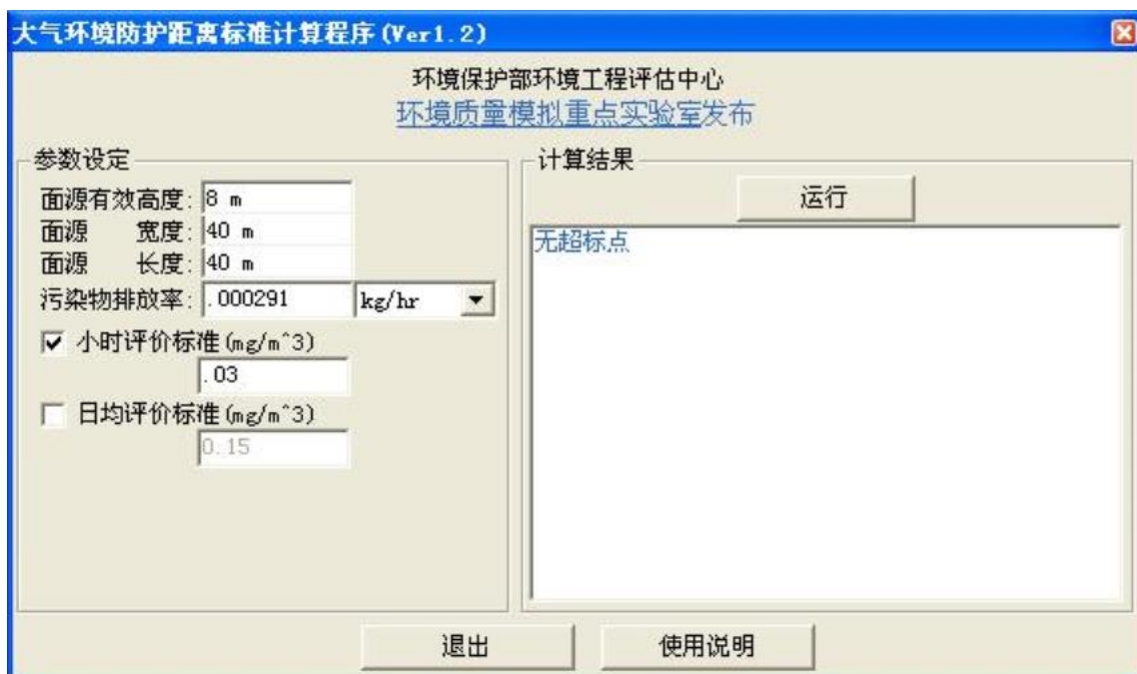 大气环境防护距离标准计算程序(Ver1.2)
环境保护部环境工程评估中心
环境质量模拟重点实验室发布
参数设定
面源有效高度: 8 m
面源 宽度: 40 m
面源 长度: 40 m
污染物排放率: .000291 kg/hr
小时评价标准(mg/m^3)
.03
日均评价标准(mg/m^3)
0.15
计算结果
运行
无超标点
退出 使用说明